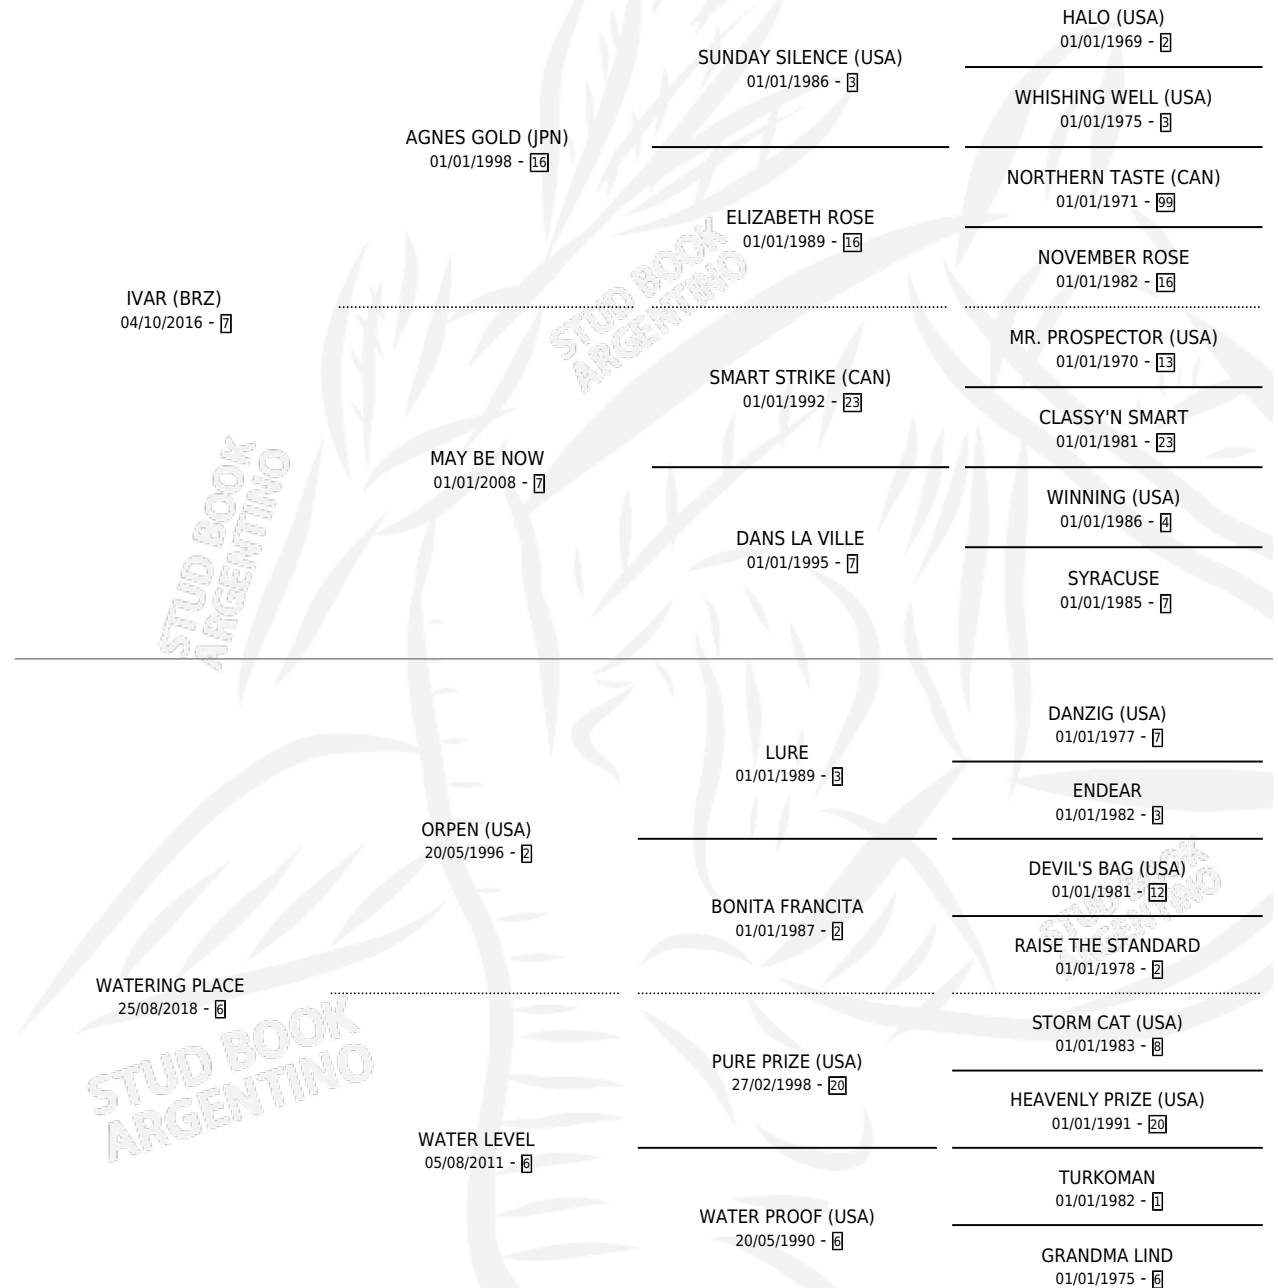 HALO (USA)
01/01/1969 - 2
SUNDAY SILENCE (USA)
01/01/1986 - 3
WHISHING WELL (USA)
01/01/1975 - 3
AGNES GOLD (JPN)
01/01/1998 - 16
NORTHERN TASTE (CAN)
01/01/1971 - 99
ELIZABETH ROSE
01/01/1989 - 16
NOVEMBER ROSE
01/01/1982 - 16
IVAR (BRZ)
04/10/2016 - 7
MR. PROSPECTOR (USA)
01/01/1970 - 13
SMART STRIKE (CAN)
01/01/1992 - 23
CLASSY'N SMART
01/01/1981 - 23
MAY BE NOW
01/01/2008 - 7
WINNING (USA)
01/01/1986 - 4
DANS LA VILLE
01/01/1995 - 7
SYRACUSE
01/01/1985 - 7
DANZIG (USA)
01/01/1977 - 7
LURE
01/01/1989 - 3
ENDEAR
01/01/1982 - 3
ORPEN (USA)
20/05/1996 - 2
DEVIL'S BAG (USA)
01/01/1981 - 12
BONITA FRANCITA
01/01/1987 - 2
RAISE THE STANDARD
01/01/1978 - 2
WATERING PLACE
25/08/2018 - 6
STORM CAT (USA)
01/01/1983 - 8
PURE PRIZE (USA)
27/02/1998 - 20
HEAVENLY PRIZE (USA)
01/01/1991 - 20
WATER LEVEL
05/08/2011 - 6
TURKOMAN
01/01/1982 - 1
WATER PROOF (USA)
20/05/1990 - 6
GRANDMA LIND
01/01/1975 - 6
STUD BOOK
ARGENTINO
STUD BOOK
ARGENTINO
STUD BOOK
ARGENTINO
STUD BOOK
ARGENTINO